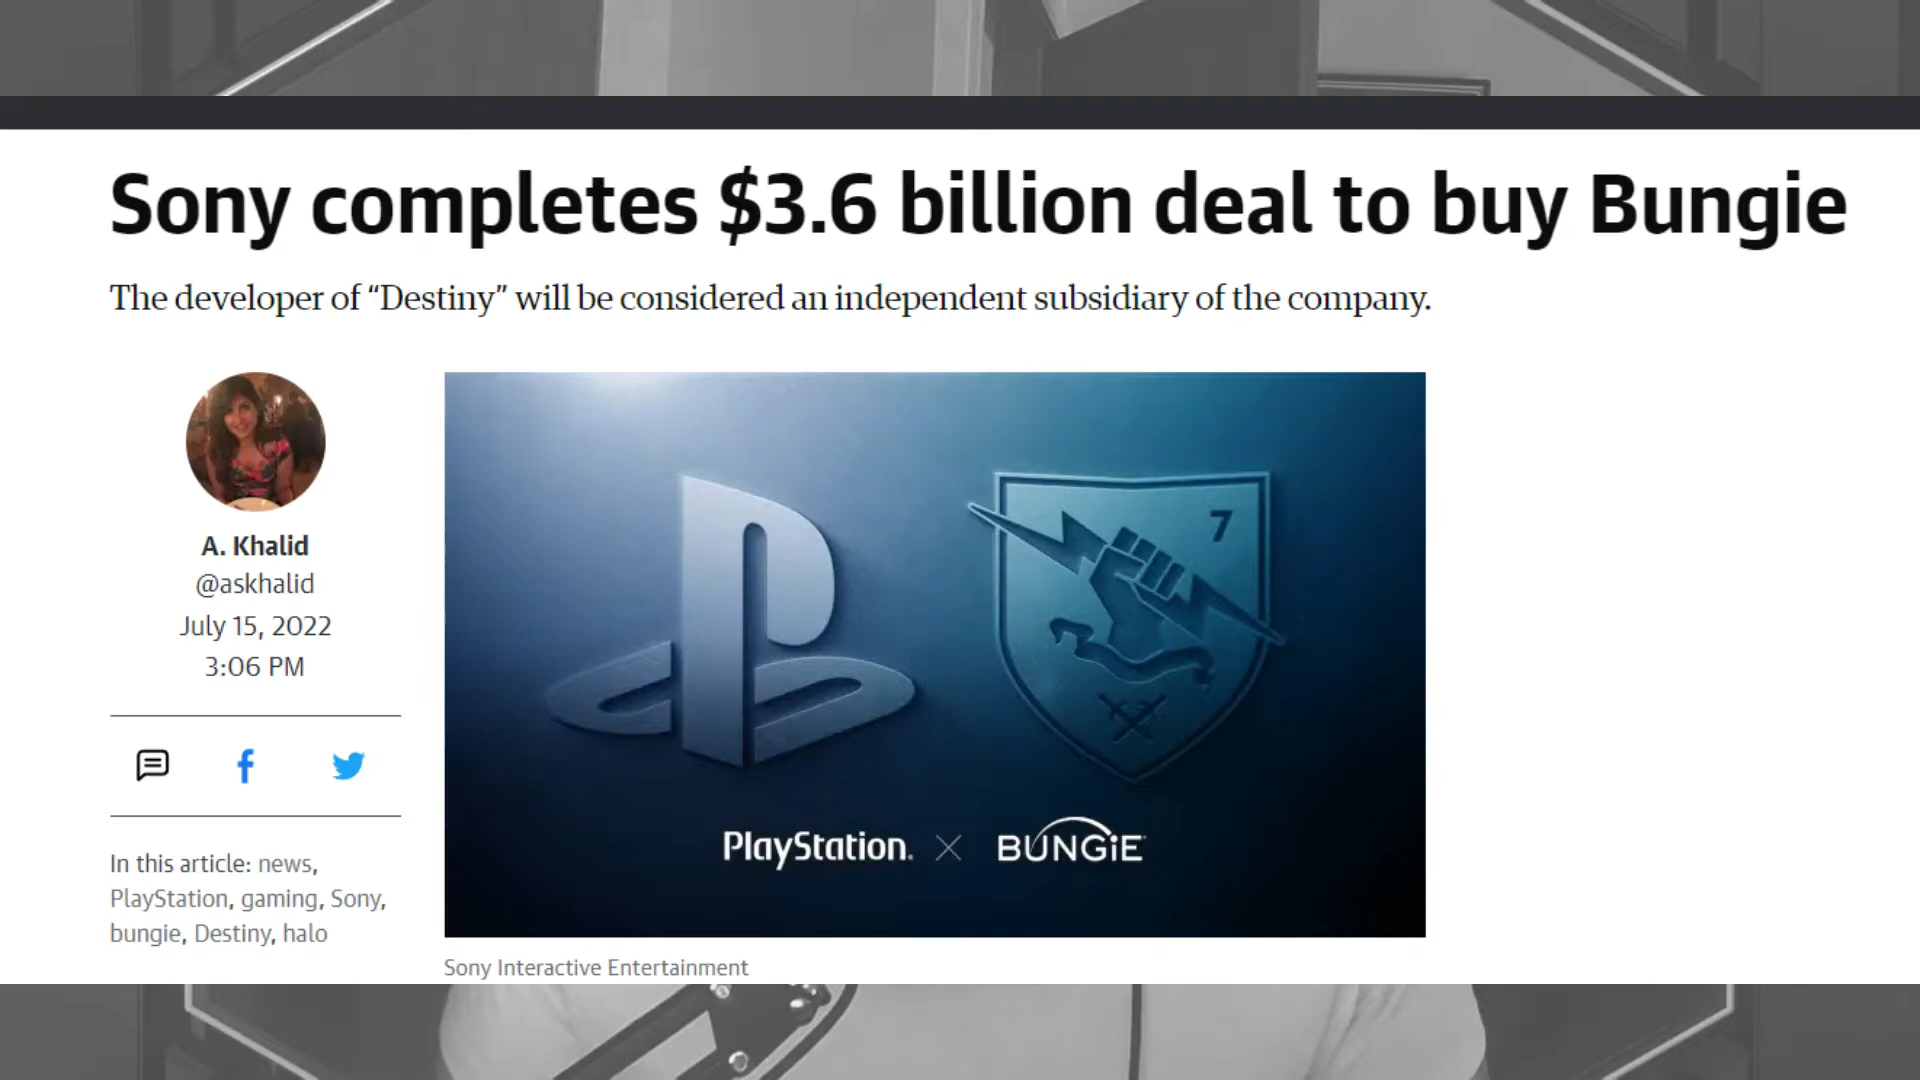 Sony completes $3.6 billion deal to buy Bungie
The developer of “Destiny” will be considered an independent subsidiary of the company.
A. Khalid
@askhalid
July 15, 2022
3:06 PM
In this article: news,
PlayStation, gaming, Sony,
bungie, Destiny, halo
7
PlayStation. X BUNGiE
Sony Interactive Entertainment